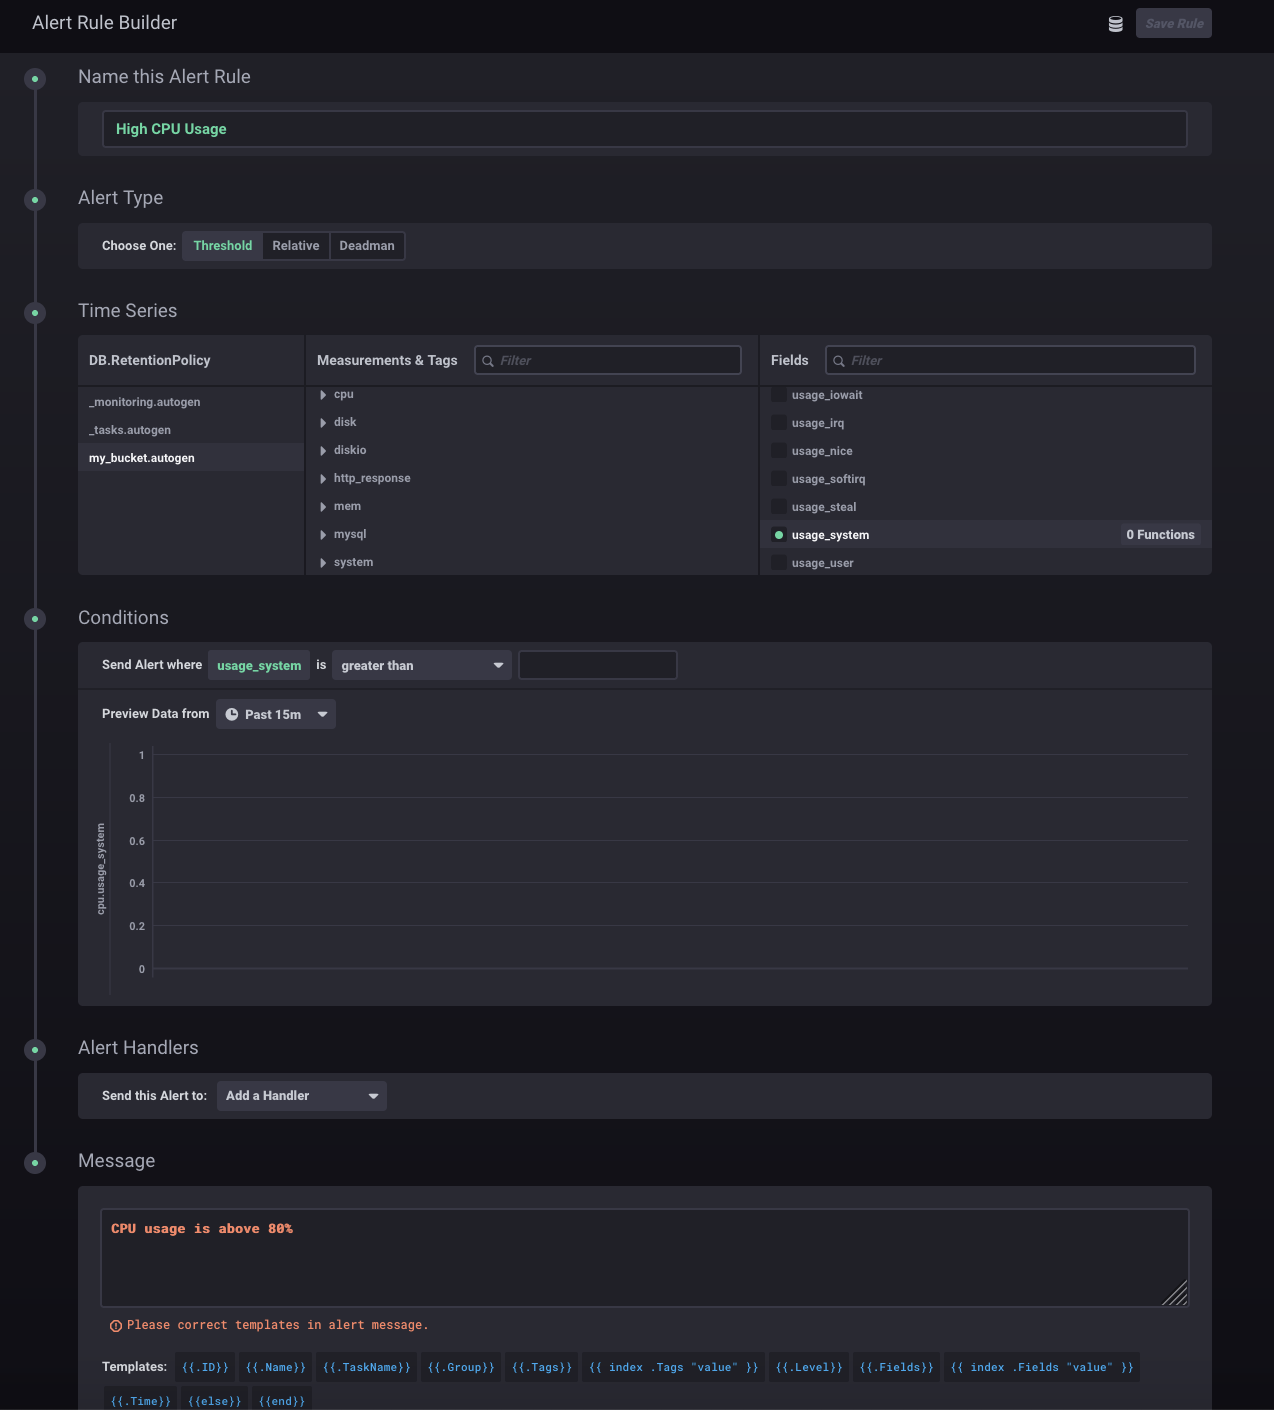 Alert Rule Builder
Save Rule
Name this Alert Rule
High CPU Usage
Alert Type
Choose One: Threshold Relative Deadman
Time Series
DB.RetentionPolicy
_monitoring.autogen
_tasks.autogen
my_bucket.autogen
Measurements & Tags Filter
cpu
disk
diskio
http_response
mem
mysql
system
Fields Filter
usage_iowait
usage_irq
usage_nice
usage_softirq
usage_steal
usage_system 0 Functions
usage_user
Conditions
Send Alert where usage_system is greater than
Preview Data from Past 15m
cpu.usage_system
1
0.8
0.6
0.4
0.2
0
Alert Handlers
Send this Alert to: Add a Handler
Message
CPU usage is above 80%
Please correct templates in alert message.
Templates: {{.ID}} {{.Name}} {{.TaskName}} {{.Group}} {{.Tags}} {{ index .Tags "value" }} {{.Level}} {{.Fields}} {{ index .Fields "value" }}
{{.Time}} {{else}} {{end}}